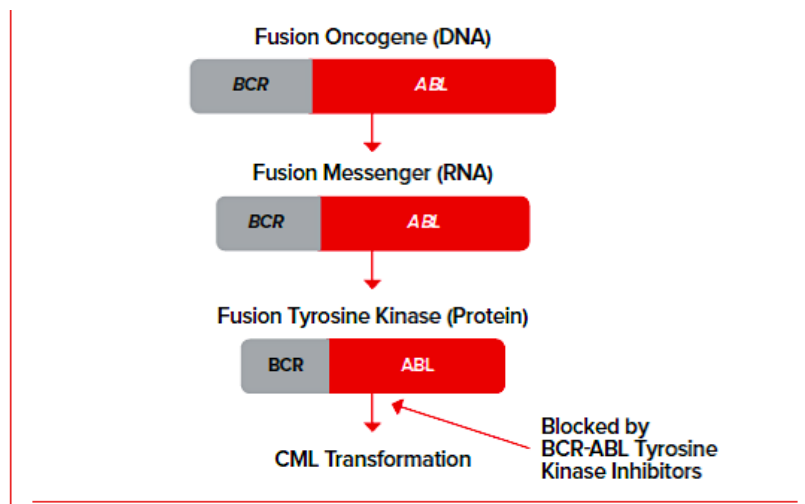 Fusion Oncogene (DNA)
BCR ABL
Fusion Messenger (RNA)
BCR ABL
Fusion Tyrosine Kinase (Protein)
BCR ABL
CML Transformation
Blocked by
BCR-ABL Tyrosine
Kinase Inhibitors